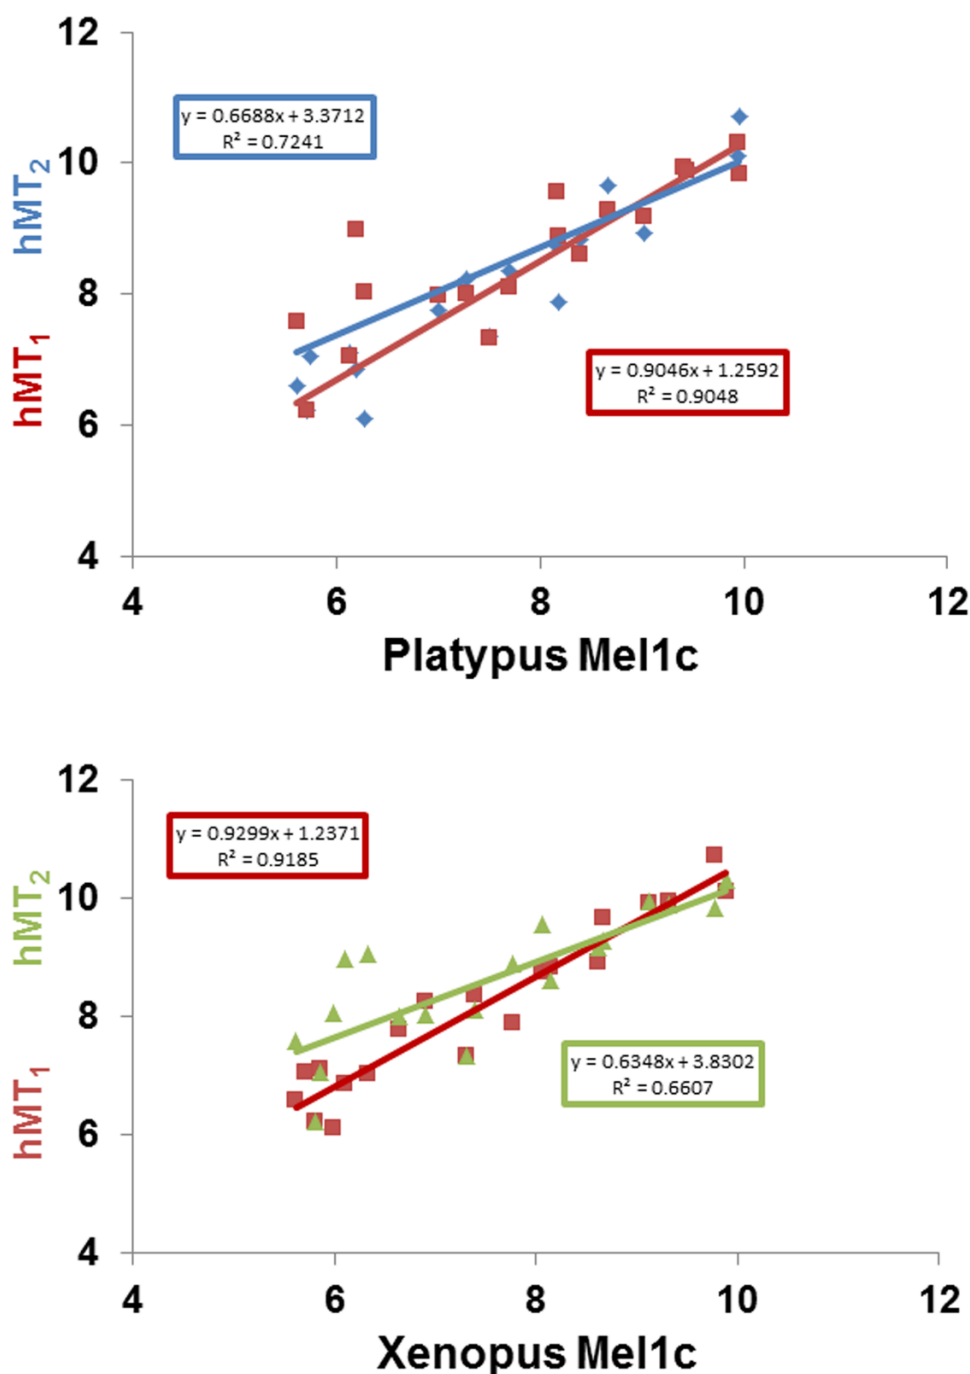 12
10
8
6
4
hMT₂
hMT₁
y = 0.6688x + 3.3712
R² = 0.7241
y = 0.9046x + 1.2592
R² = 0.9048
4 6 8 10 12
Platypus Mel1c
12
10
8
6
4
hMT₂
hMT₁
y = 0.9299x + 1.2371
R² = 0.9185
y = 0.6348x + 3.8302
R² = 0.6607
4 6 8 10 12
Xenopus Mel1c